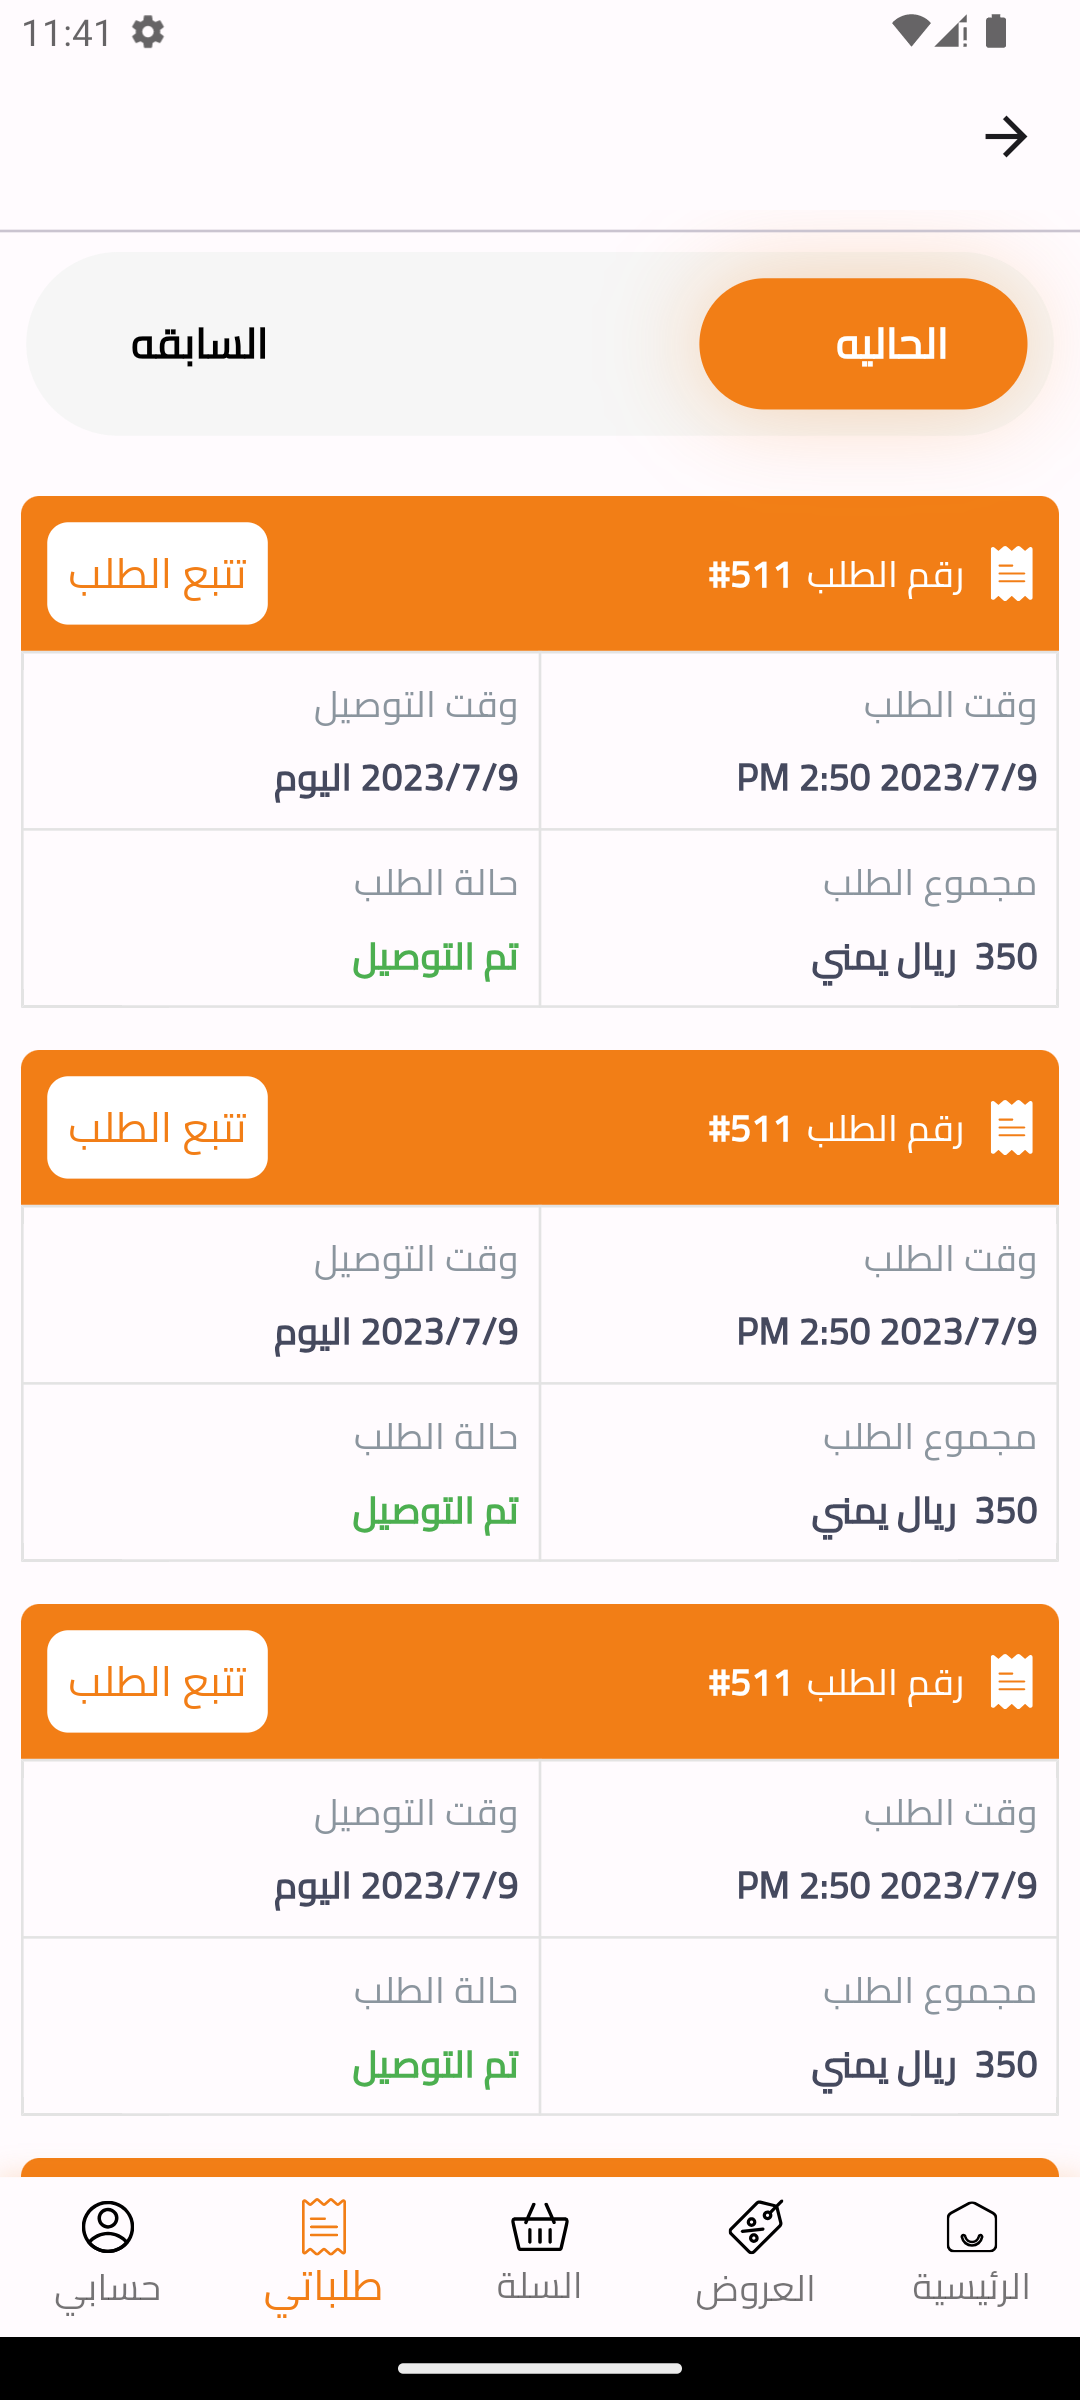 11:41
الحاليه
السابقه
رقم الطلب 511#
تتبع الطلب
وقت الطلب
وقت التوصيل
2023/7/9 2:50 PM
2023/7/9 اليوم
مجموع الطلب
حالة الطلب
350 ريال يمني
تم التوصيل
رقم الطلب 511#
تتبع الطلب
وقت الطلب
وقت التوصيل
2023/7/9 2:50 PM
2023/7/9 اليوم
مجموع الطلب
حالة الطلب
350 ريال يمني
تم التوصيل
رقم الطلب 511#
تتبع الطلب
وقت الطلب
وقت التوصيل
2023/7/9 2:50 PM
2023/7/9 اليوم
مجموع الطلب
حالة الطلب
350 ريال يمني
تم التوصيل
الرئيسية
العروض
السلة
طلباتي
حسابي